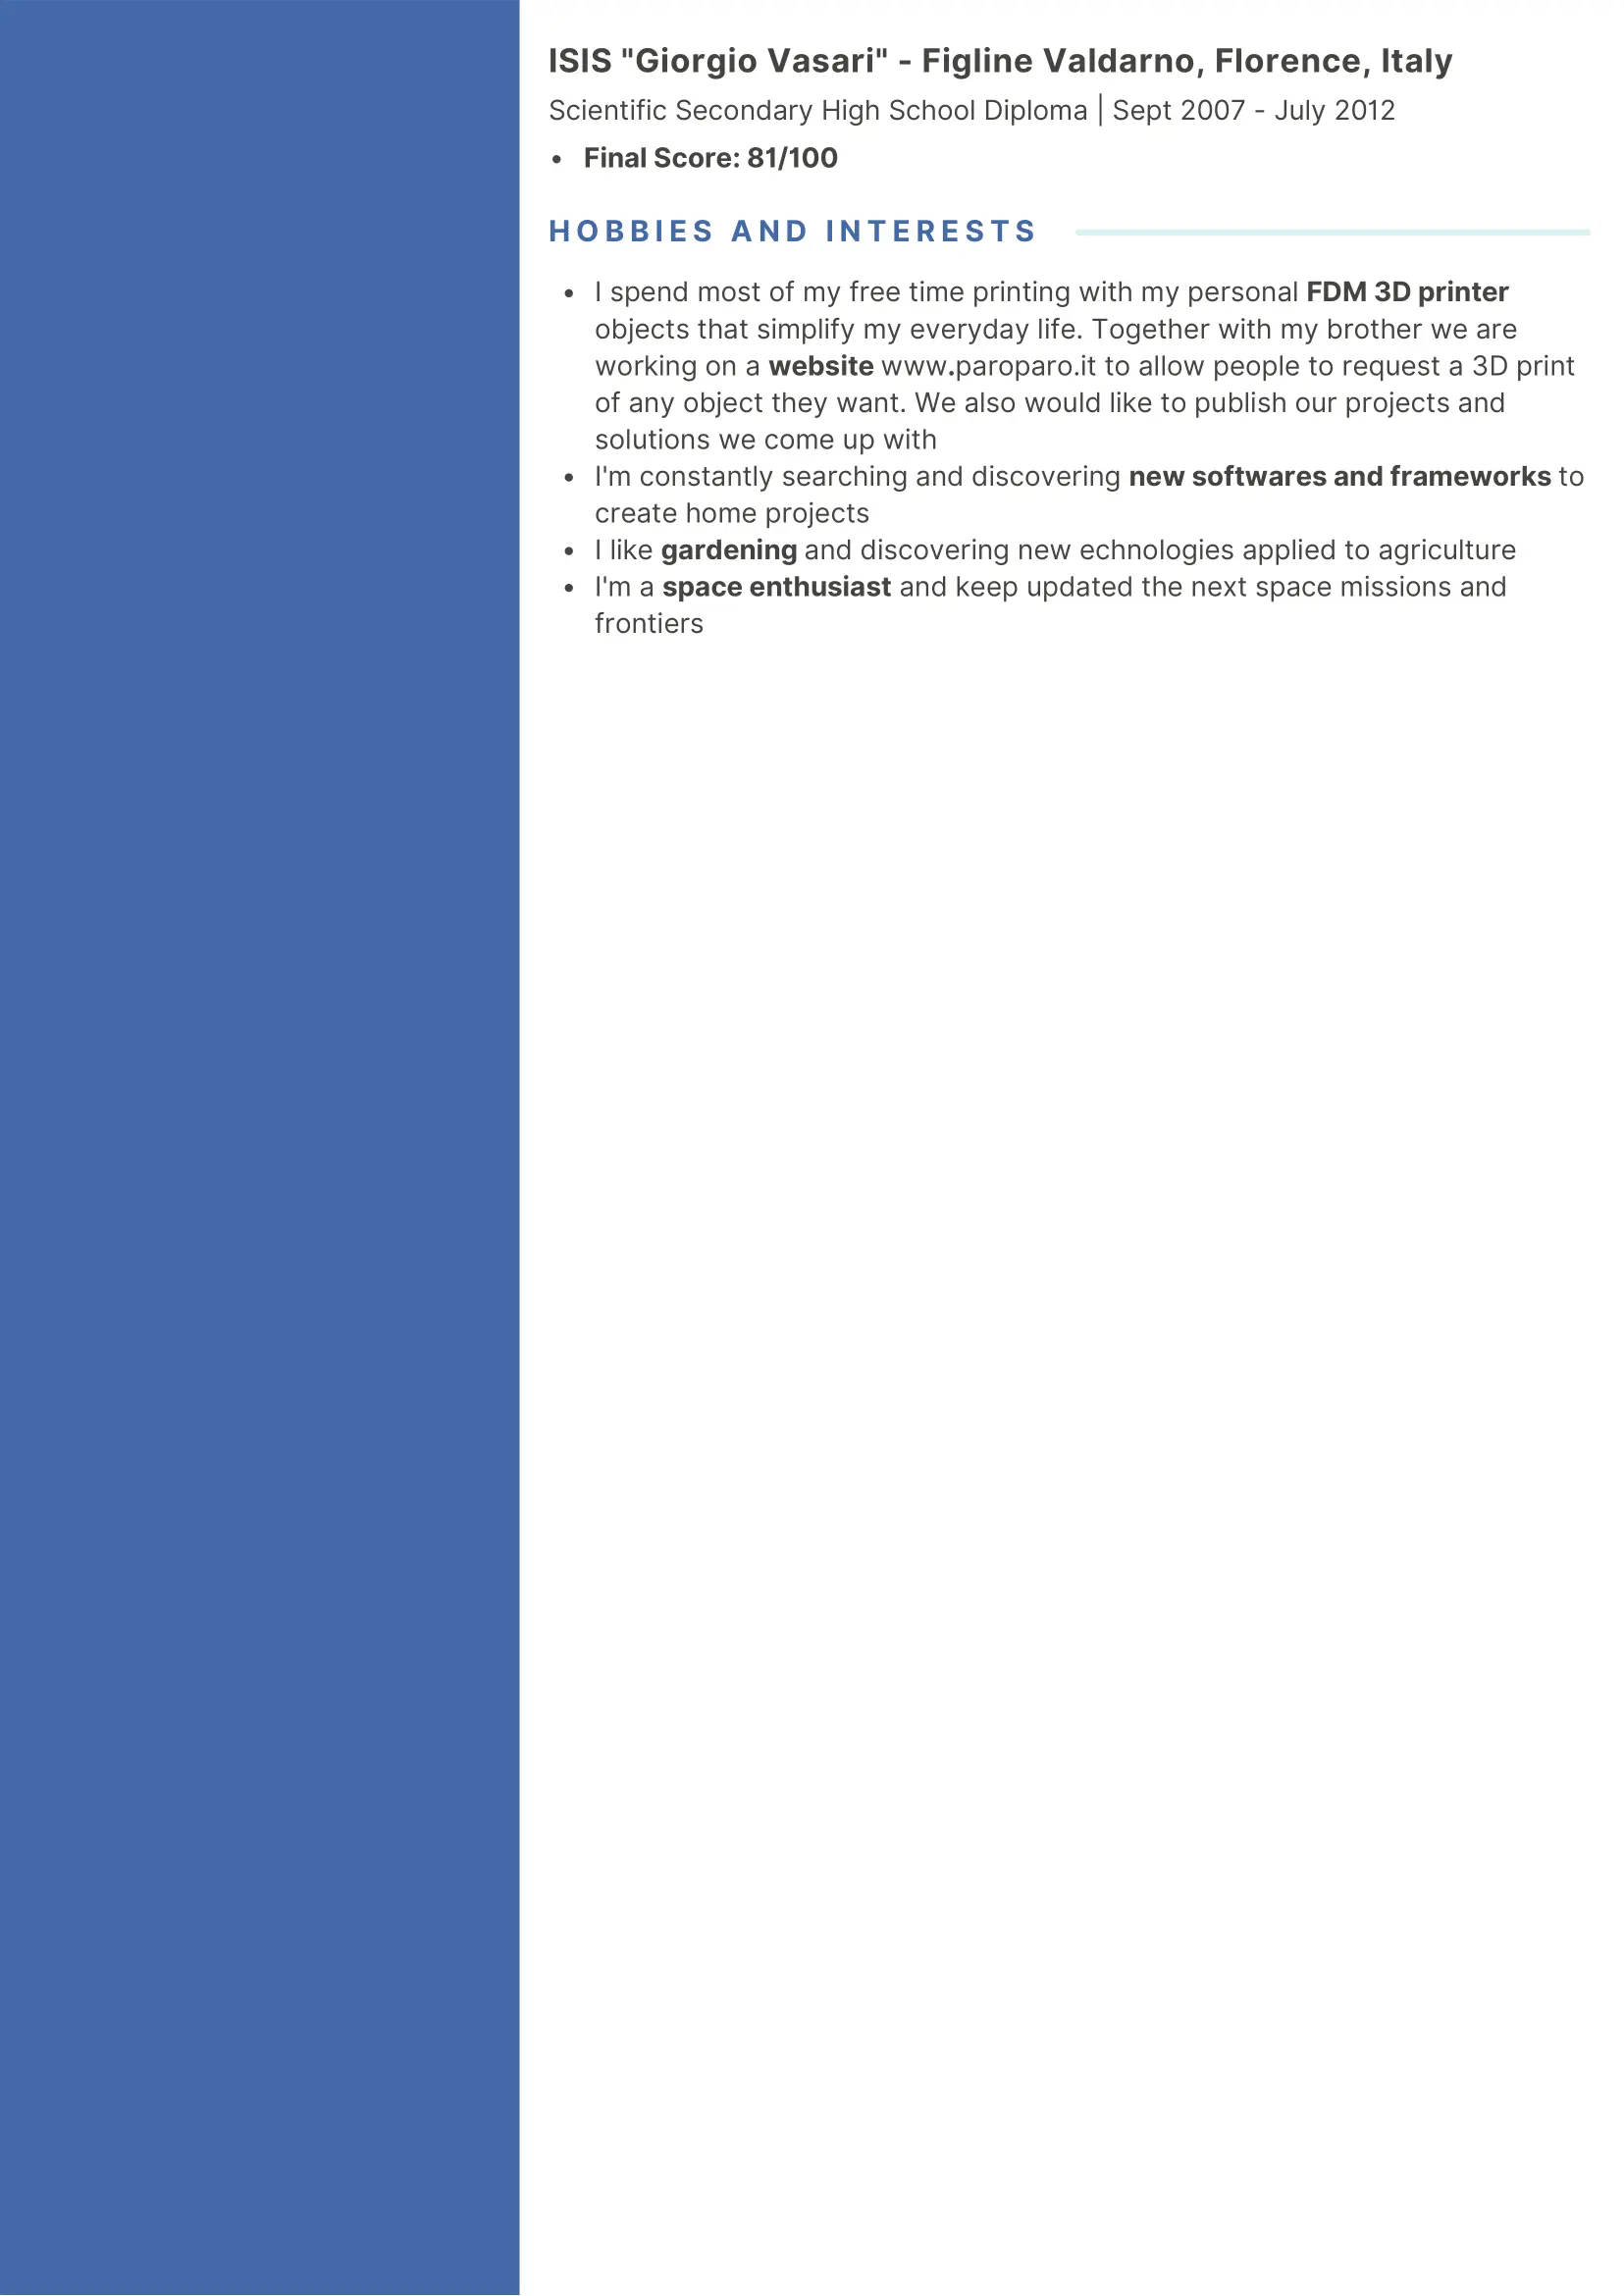 ISIS "Giorgio Vasari" - Figline Valdarno, Florence, Italy
Scientific Secondary High School Diploma | Sept 2007 - July 2012
• Final Score: 81/100
HOBBIES AND INTERESTS
• I spend most of my free time printing with my personal FDM 3D printer
objects that simplify my everyday life. Together with my brother we are
working on a website www.paroparo.it to allow people to request a 3D print
of any object they want. We also would like to publish our projects and
solutions we come up with
• I'm constantly searching and discovering new softwares and frameworks to
create home projects
• I like gardening and discovering new echnologies applied to agriculture
• I'm a space enthusiast and keep updated the next space missions and
frontiers